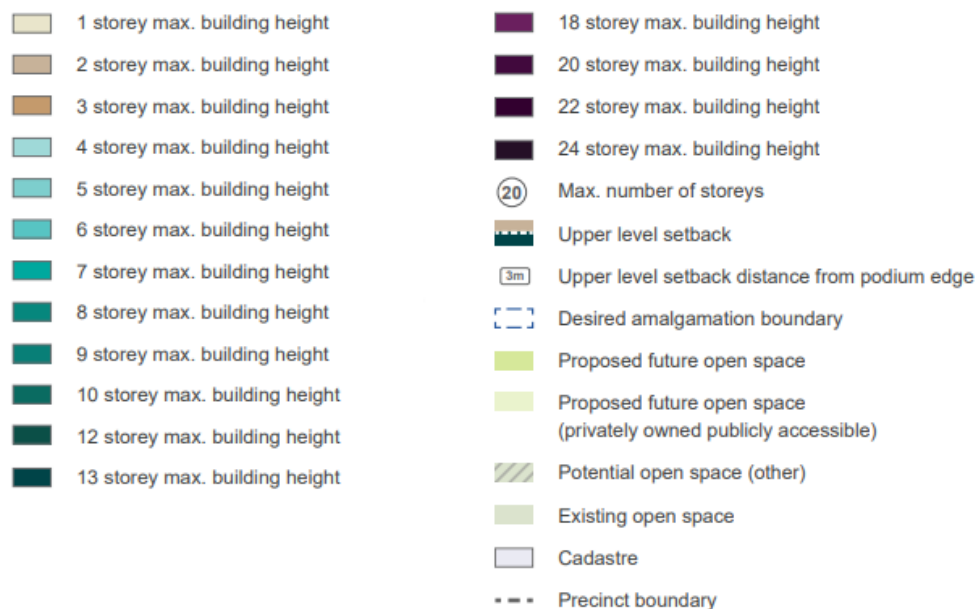 1 storey max. building height
2 storey max. building height
3 storey max. building height
4 storey max. building height
5 storey max. building height
6 storey max. building height
7 storey max. building height
8 storey max. building height
9 storey max. building height
10 storey max. building height
12 storey max. building height
13 storey max. building height
18 storey max. building height
20 storey max. building height
22 storey max. building height
24 storey max. building height
20 Max. number of storeys
Upper level setback
3m Upper level setback distance from podium edge
Desired amalgamation boundary
Proposed future open space
Proposed future open space
(privately owned publicly accessible)
Potential open space (other)
Existing open space
Cadastre
Precinct boundary